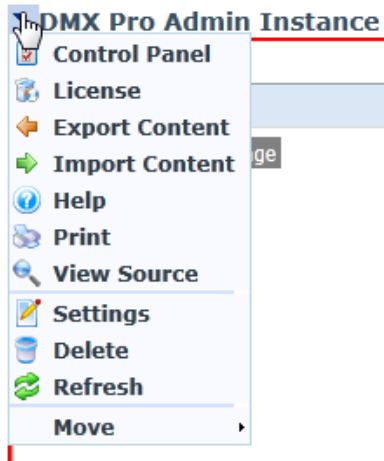 DMX Pro Admin Instance
Control Panel
License
Export Content
Import Content
ge
Help
Print
View Source
Settings
Delete
Refresh
Move